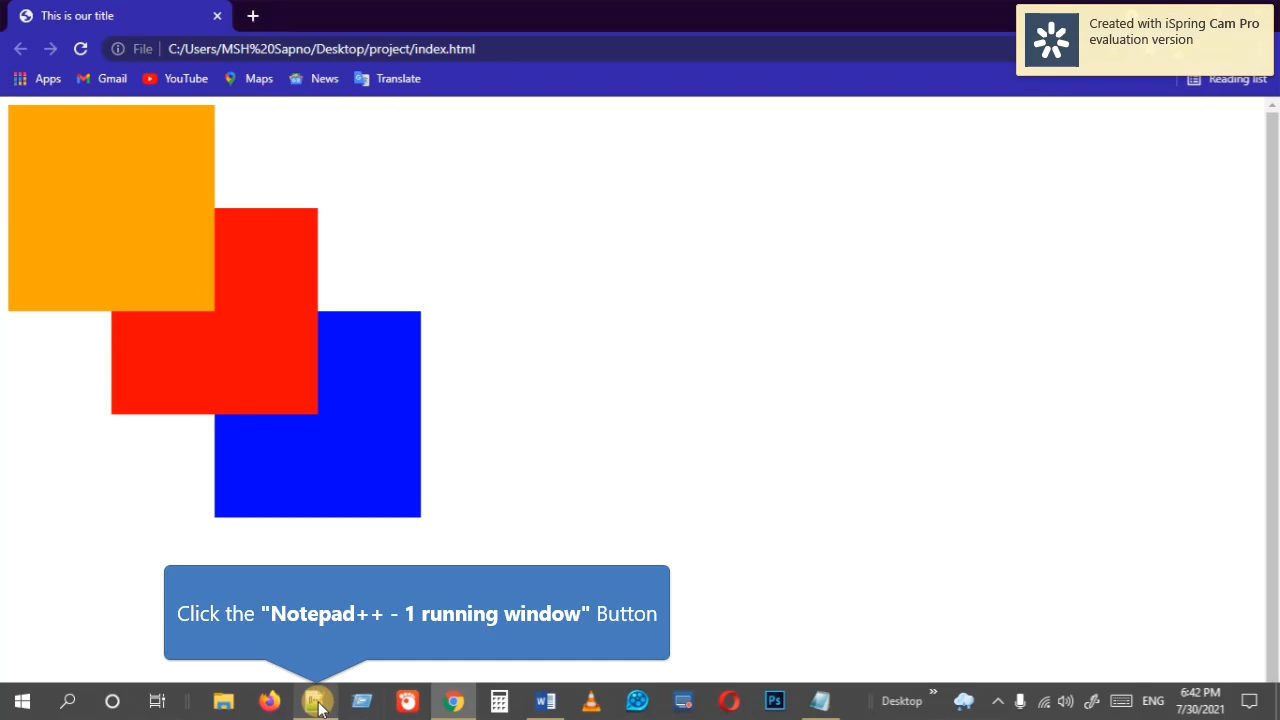 This is our title
Created with iSpring Cam Pro
evaluation version
File C:/Users/MSH%20Sapno/Desktop/project/index.html
Apps Gmail YouTube Maps News Translate Reading list
Click the "Notepad++ - 1 running window" Button
W Ps Desktop » ENG 6:42 PM
7/30/2021